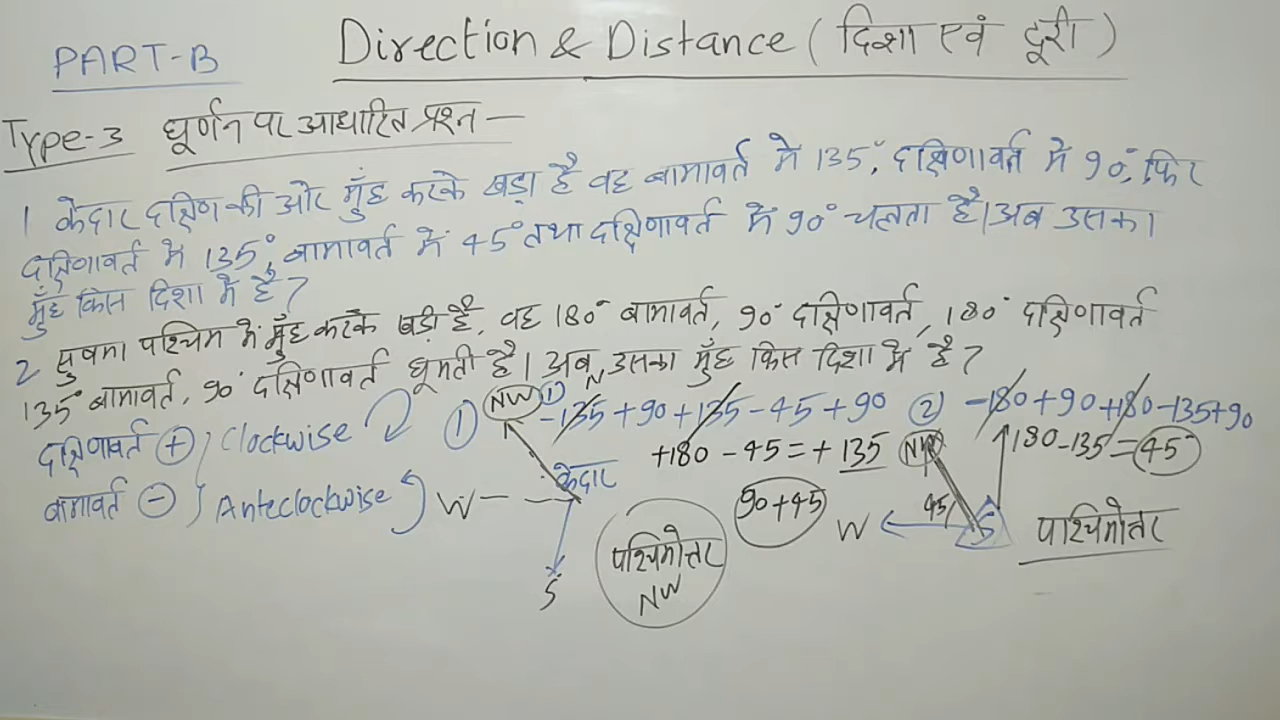 PART-B Direction & Distance (दिशा एवं दूरी)
Type-3 घूर्णन पर आधारित प्रश्न —
1 केदार दक्षिण की ओर मुँह करके खड़ा है वह बामावर्त में 135°, दक्षिणावर्त में 90°, फिर
दक्षिणावर्त में 135°, बामावर्त में 45° तथा दक्षिणावर्त में 90° चलता है। अब उसका
मुँह किस दिशा में है?
2 सुषमा पश्चिम में मुँह करके खड़ी है, वह 180° बामावर्त, 90° दक्षिणावर्त, 180° दक्षिणावर्त
135° बामावर्त, 90° दक्षिणावर्त घूमती है। अब उसका मुँह किस दिशा में है?
दक्षिणावर्त (+) Clockwise
बामावर्त (-) Anteclockwise
1) NW N
केदार
W
S
1) -135 + 90 + 135 - 45 + 90
+180 - 45 = + 135
90 + 45
पश्चिमोत्तर
NW
2) -180 + 90 + 180 - 135 + 90
180 - 135 = 45°
NW
W 45 S
पश्चिमोत्तर